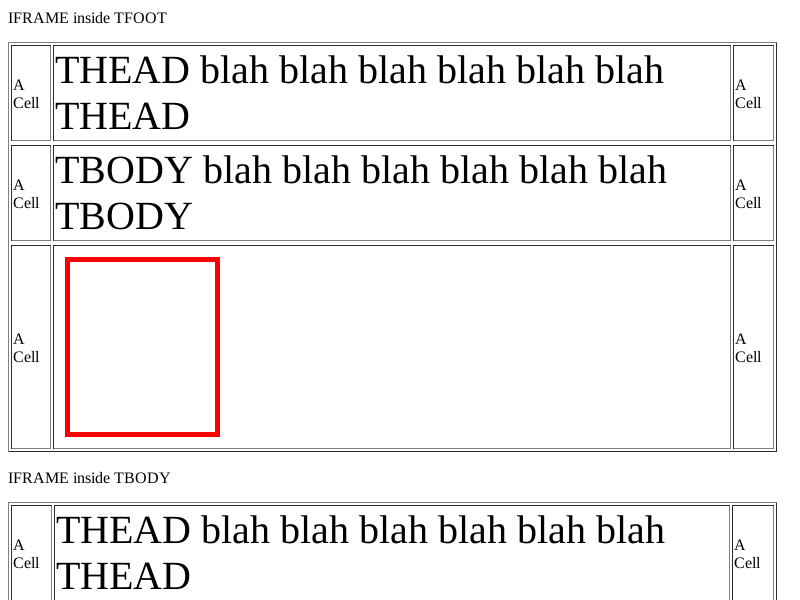 IFRAME inside TFOOT
A Cell THEAD blah blah blah blah blah blah THEAD A Cell
A Cell TBODY blah blah blah blah blah blah TBODY A Cell
A Cell A Cell
IFRAME inside TBODY
A Cell THEAD blah blah blah blah blah blah THEAD A Cell